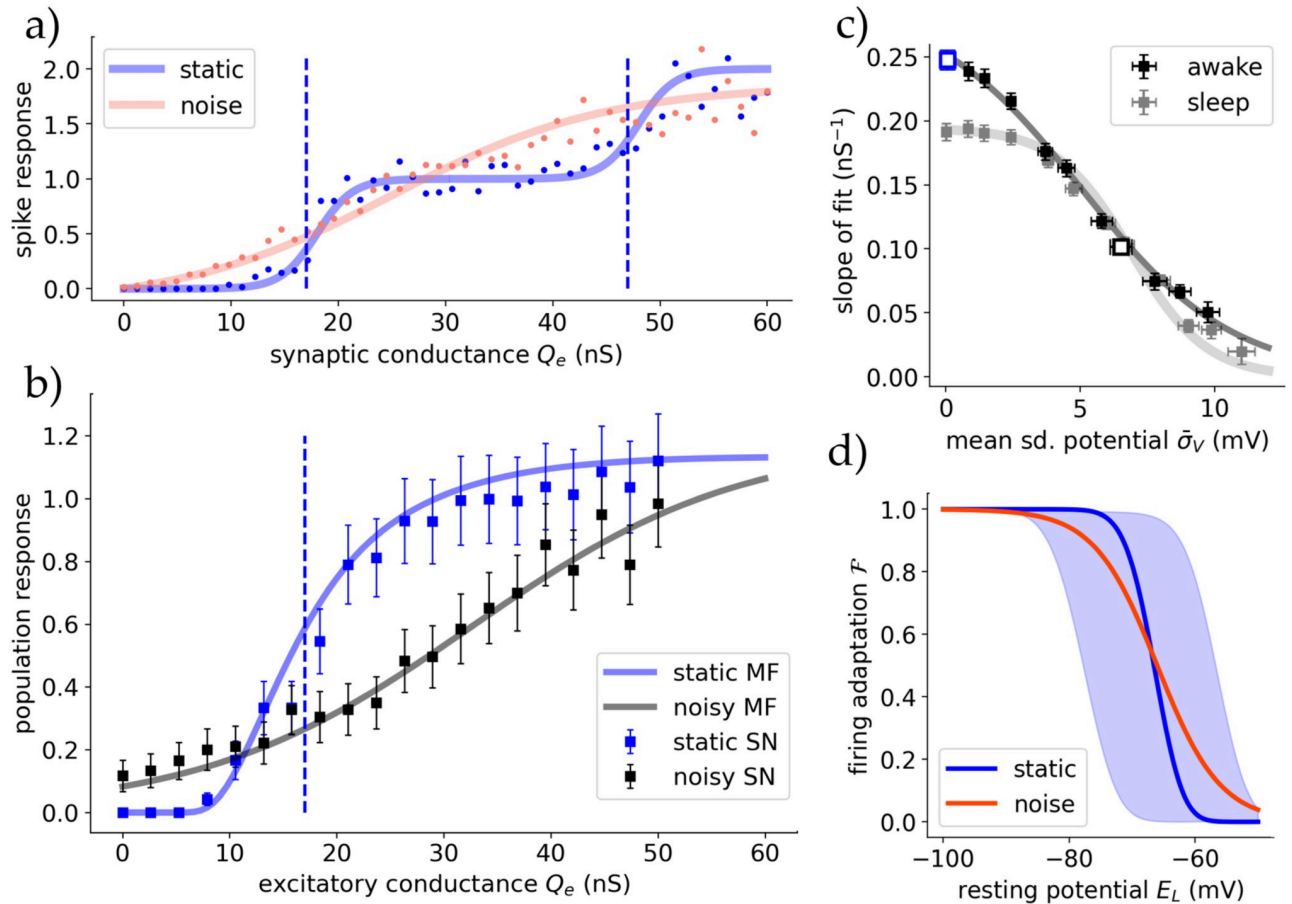 a)
static
noise
spike response
2.0
1.5
1.0
0.5
0.0
0 10 20 30 40 50 60
synaptic conductance Qe (nS)
b)
population response
1.2
1.0
0.8
0.6
0.4
0.2
0.0
static MF
noisy MF
static SN
noisy SN
0 10 20 30 40 50 60
excitatory conductance Qe (nS)
c)
awake
sleep
slope of fit (nS⁻¹)
0.25
0.20
0.15
0.10
0.05
0.00
0 5 10
mean sd. potential σ̄V (mV)
d)
firing adaptation ℱ
1.0
0.8
0.6
0.4
0.2
0.0
static
noise
−100 −80 −60
resting potential EL (mV)